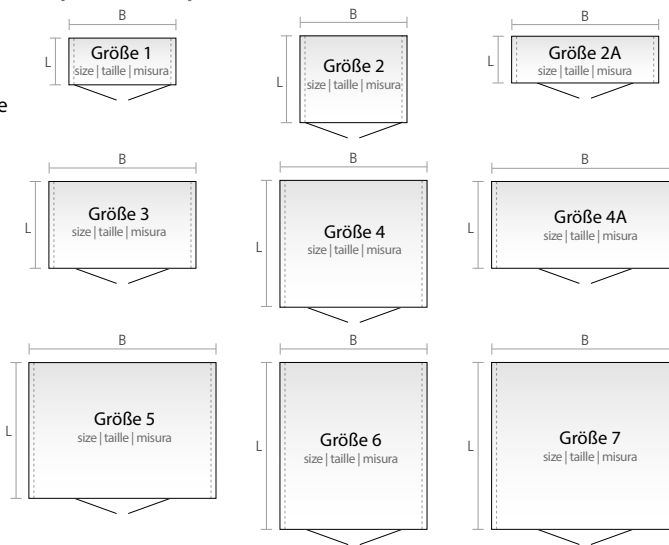 B
B
B
L
Größe 1
size | taille | misura
L
Größe 2
size | taille | misura
L
Größe 2A
size | taille | misura
e
B
B
B
L
Größe 3
size | taille | misura
L
Größe 4
size | taille | misura
L
Größe 4A
size | taille | misura
B
B
B
L
Größe 5
size | taille | misura
L
Größe 6
size | taille | misura
L
Größe 7
size | taille | misura